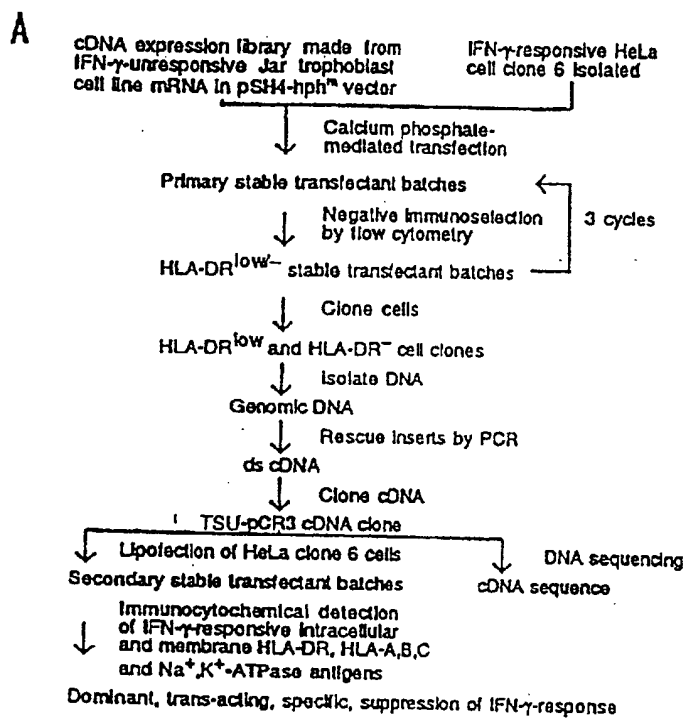 A
cDNA expression library made from
IFN-γ-unresponsive Jar trophoblast
cell line mRNA in pSH4-hphᵐ vector
IFN-γ-responsive HeLa
cell clone 6 isolated
Calcium phosphate-
mediated transfection
Primary stable transfectant batches
Negative immunoselection
by flow cytometry
3 cycles
HLA-DRlow/– stable transfectant batches
Clone cells
HLA-DRlow and HLA-DR– cell clones
Isolate DNA
Genomic DNA
Rescue inserts by PCR
ds cDNA
Clone cDNA
TSU-pCR3 cDNA clone
Lipofection of HeLa clone 6 cells
DNA sequencing
Secondary stable transfectant batches
cDNA sequence
Immunocytochemical detection
of IFN-γ-responsive intracellular
and membrane HLA-DR, HLA-A,B,C
and Na⁺,K⁺-ATPase antigens
Dominant, trans-acting, specific, suppression of IFN-γ-response